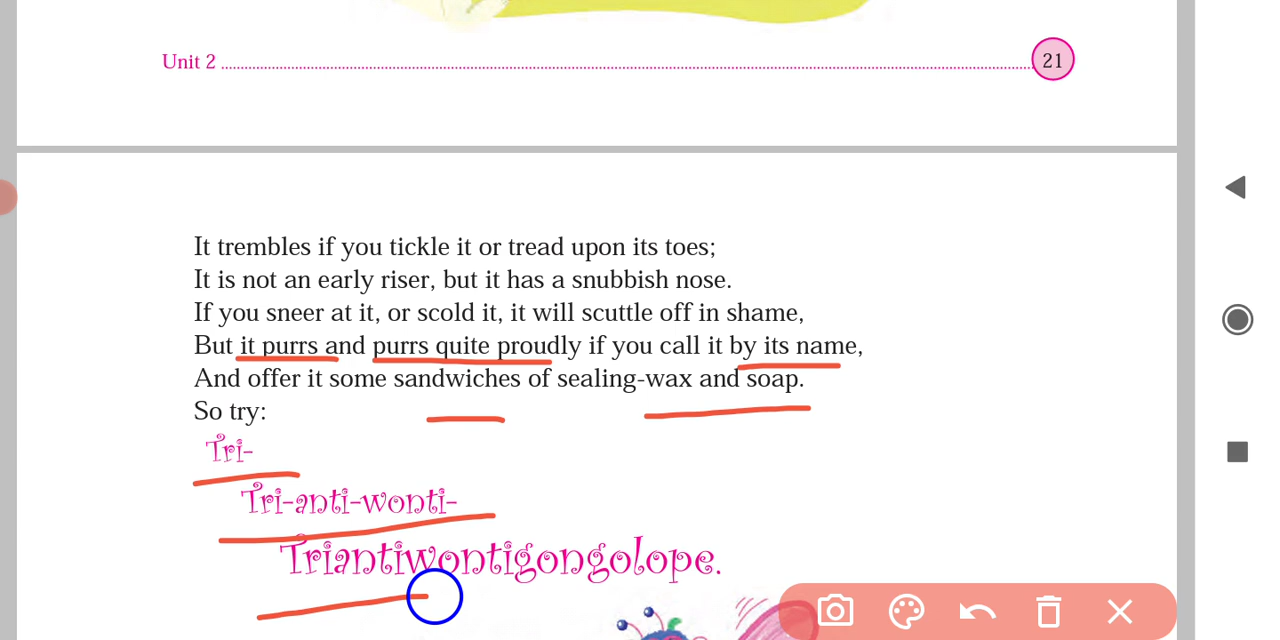 Unit 2
21
It trembles if you tickle it or tread upon its toes;
It is not an early riser, but it has a snubbish nose.
If you sneer at it, or scold it, it will scuttle off in shame,
But it purrs and purrs quite proudly if you call it by its name,
And offer it some sandwiches of sealing-wax and soap.
So try:
Tri-
Tri-anti-wonti-
Triantiwontigongolope.